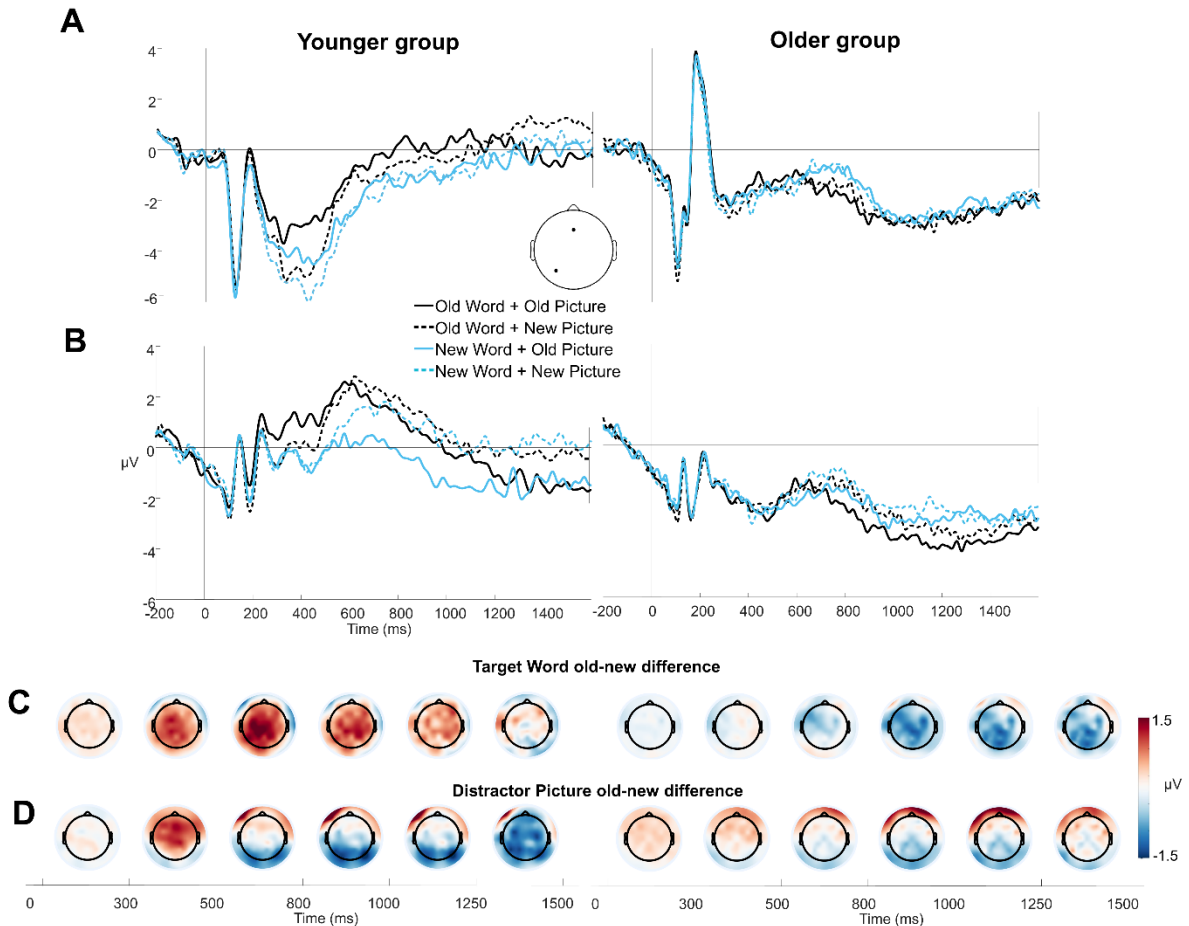 A
Younger group
Older group
4
2
0
-2
-4
-6
Old Word + Old Picture
Old Word + New Picture
New Word + Old Picture
New Word + New Picture
B
4
2
0
µV
-2
-4
-6
-200 0 200 400 600 800 1000 1200 1400
Time (ms)
-200 0 200 400 600 800 1000 1200 1400
Target Word old-new difference
C
1.5
µV
-1.5
Distractor Picture old-new difference
D
0 300 500 800 1000 1250 1500
Time (ms)
0 300 500 800 1000 1250 1500
Time (ms)